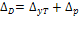 Δ_D = Δ_yT + Δ_p